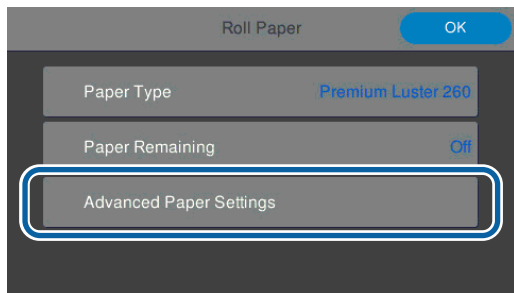 Roll Paper OK
Paper Type Premium Luster 260
Paper Remaining Off
Advanced Paper Settings